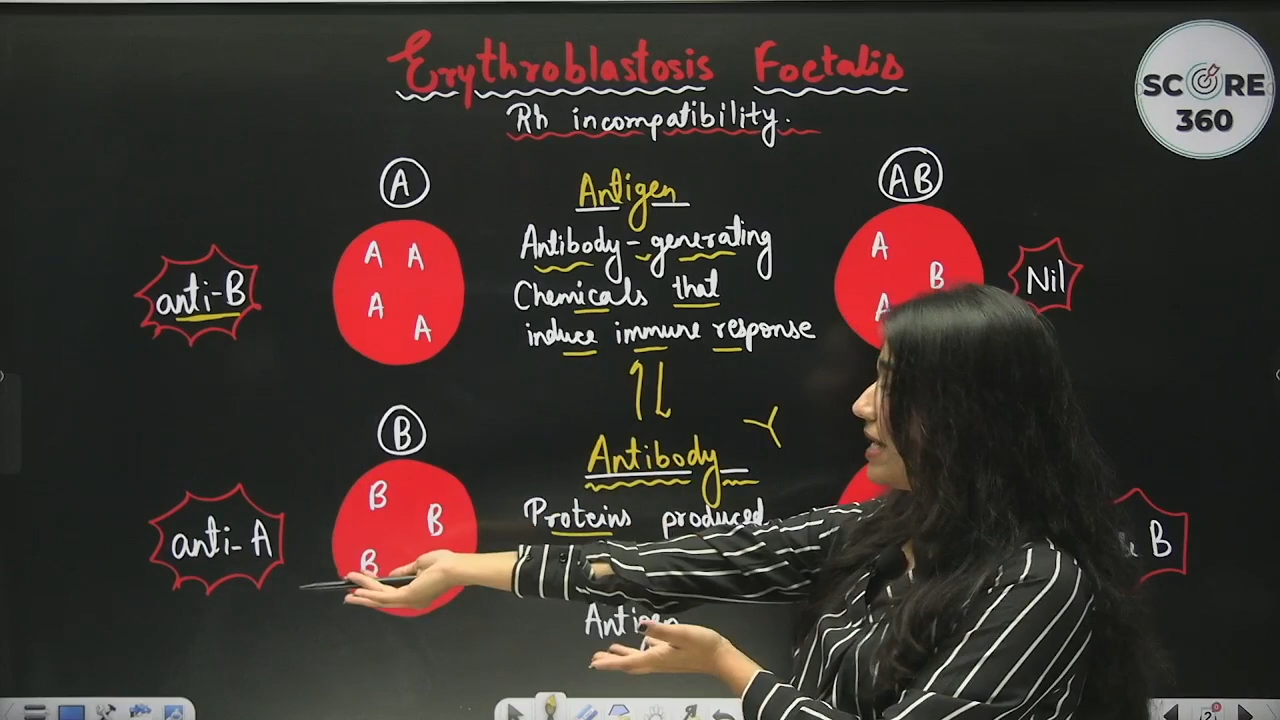 Erythroblastosis Foetalis
Rh incompatibility.
SCORE
360
A
Antigen
AB
A A
A
A
anti-B
Antibody-generating
Chemicals that
induce immune response
A
B
A
Nil
B
Antibody
B
B
B
anti-A
Proteins produced
Antigen
B